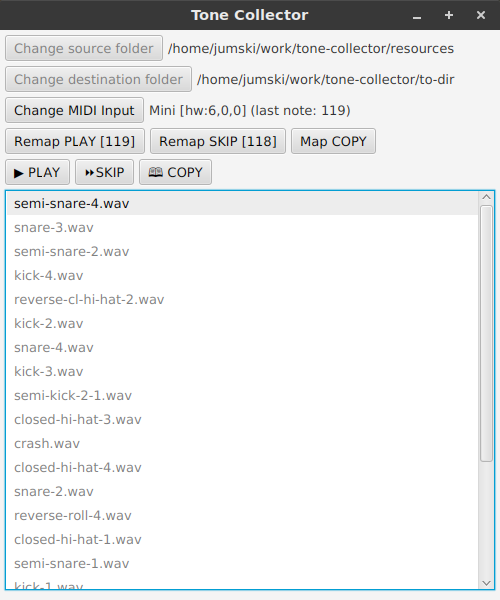 Tone Collector
Change source folder /home/jumski/work/tone-collector/resources
Change destination folder /home/jumski/work/tone-collector/to-dir
Change MIDI Input Mini [hw:6,0,0] (last note: 119)
Remap PLAY [119] Remap SKIP [118] Map COPY
▶ PLAY ⏩SKIP 🕮 COPY
semi-snare-4.wav
snare-3.wav
semi-snare-2.wav
kick-4.wav
reverse-cl-hi-hat-2.wav
kick-2.wav
snare-4.wav
kick-3.wav
semi-kick-2-1.wav
closed-hi-hat-3.wav
crash.wav
closed-hi-hat-4.wav
snare-2.wav
reverse-roll-4.wav
closed-hi-hat-1.wav
semi-snare-1.wav
kick-1.wav